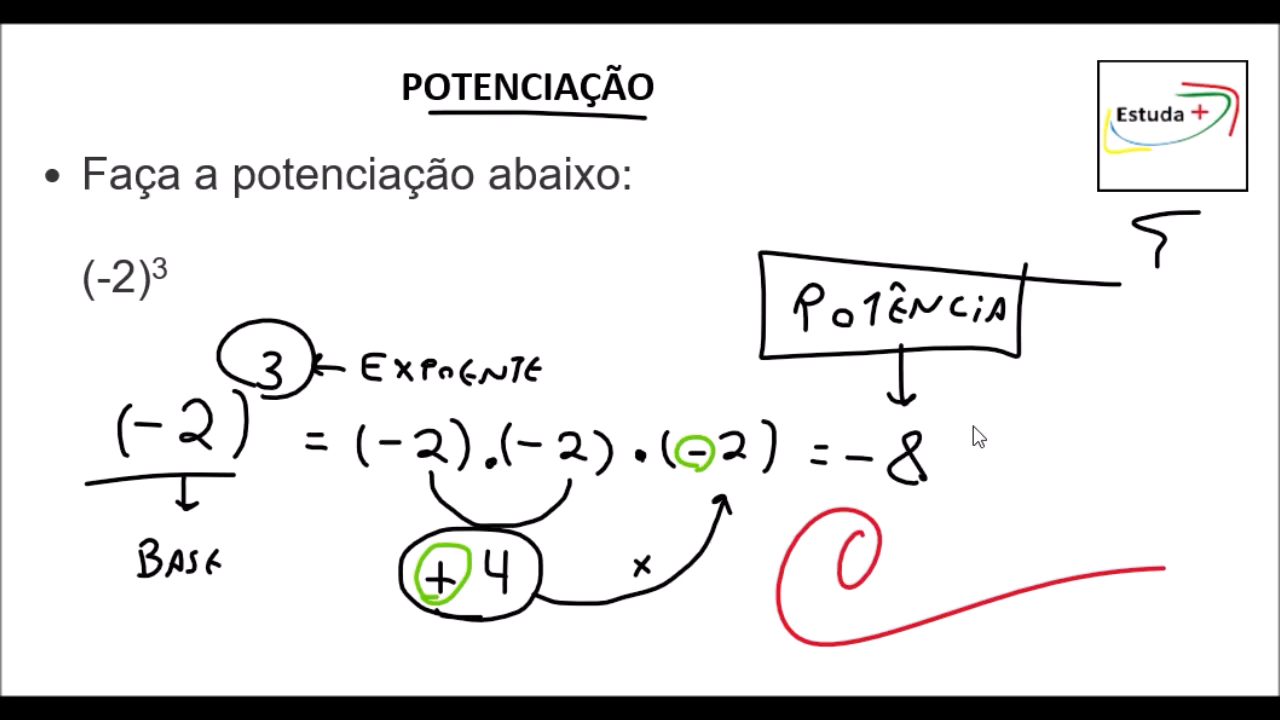 POTENCIAÇÃO
Estuda +
• Faça a potenciação abaixo:
(-2)³
POTÊNCIA
3 ← EXPOENTE
(-2) = (-2).(-2).(-2) = -8
BASE
+4
x